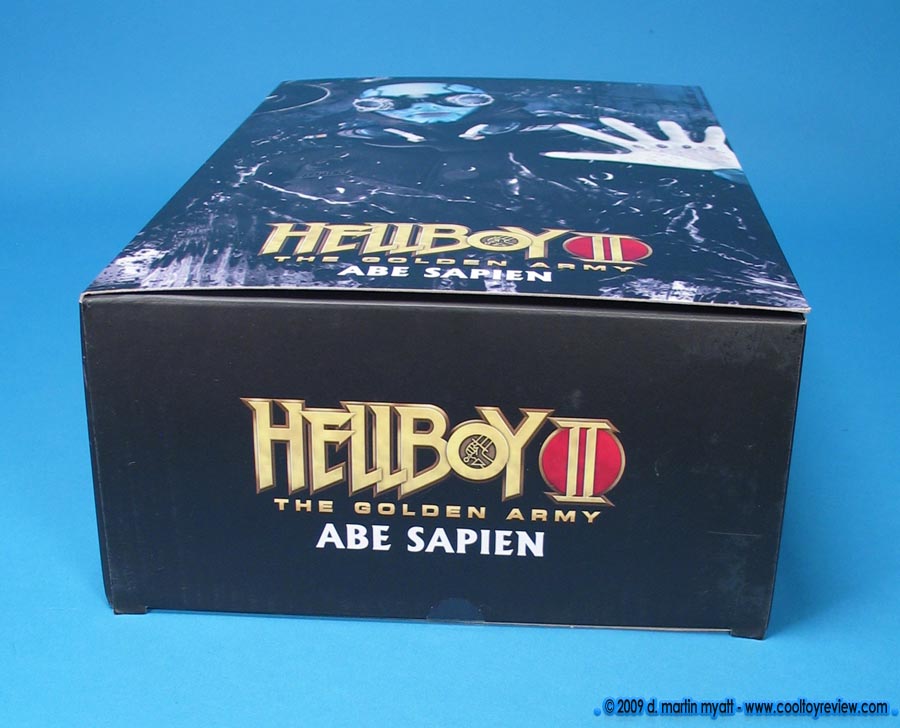 HELLBOY II
THE GOLDEN ARMY
ABE SAPIEN
HELLBOY II
THE GOLDEN ARMY
ABE SAPIEN
© 2009 d. martin myatt - www.cooltoyreview.com